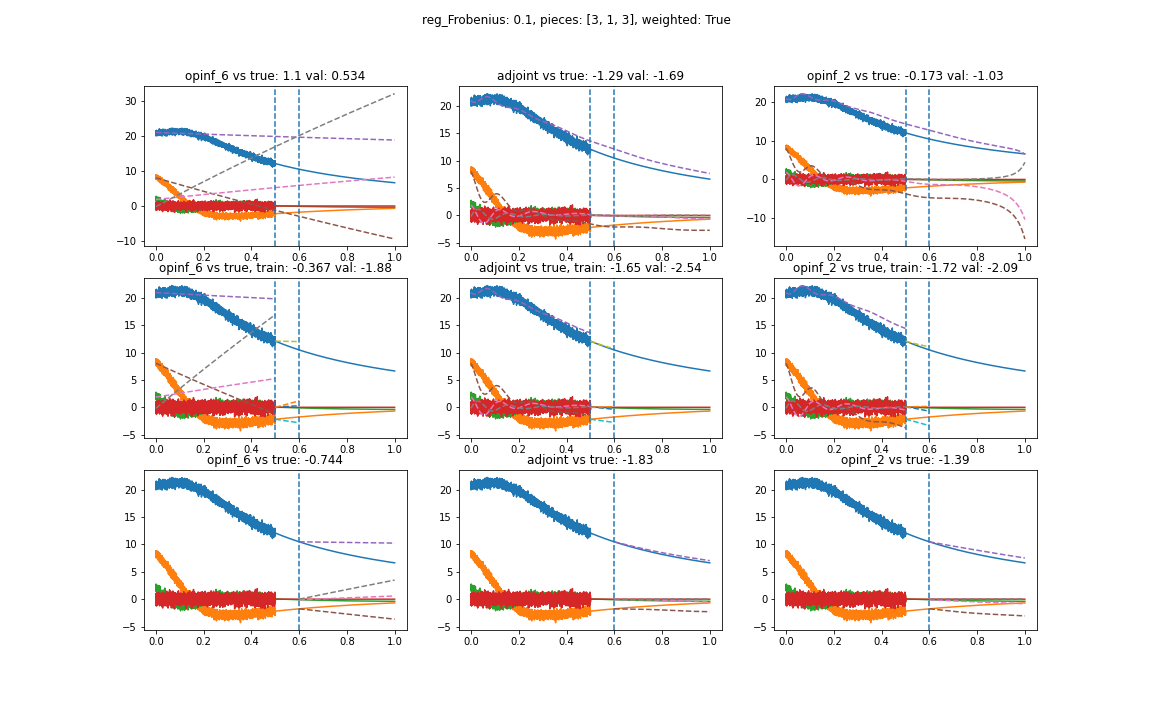 reg_Frobenius: 0.1, pieces: [3, 1, 3], weighted: True
opinf_6 vs true: 1.1 val: 0.534
adjoint vs true: -1.29 val: -1.69
opinf_2 vs true: -0.173 val: -1.03
30
20
10
0
−10
0.0 0.2 0.4 0.6 0.8 1.0
20
15
10
5
0
−5
0.0 0.2 0.4 0.6 0.8 1.0
20
10
0
−10
0.0 0.2 0.4 0.6 0.8 1.0
opinf_6 vs true, train: -0.367 val: -1.88
adjoint vs true, train: -1.65 val: -2.54
opinf_2 vs true, train: -1.72 val: -2.09
20
15
10
5
0
−5
0.0 0.2 0.4 0.6 0.8 1.0
20
15
10
5
0
−5
0.0 0.2 0.4 0.6 0.8 1.0
20
15
10
5
0
−5
0.0 0.2 0.4 0.6 0.8 1.0
opinf_6 vs true: -0.744
adjoint vs true: -1.83
opinf_2 vs true: -1.39
20
15
10
5
0
−5
0.0 0.2 0.4 0.6 0.8 1.0
20
15
10
5
0
−5
0.0 0.2 0.4 0.6 0.8 1.0
20
15
10
5
0
−5
0.0 0.2 0.4 0.6 0.8 1.0